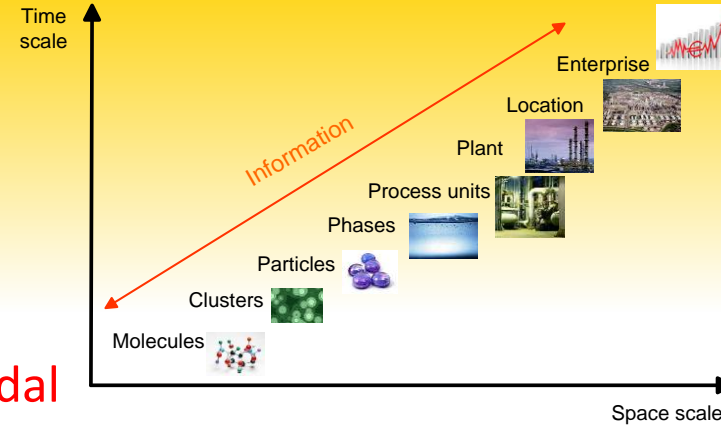 Time
scale
Enterprise
Location
Information
Plant
Process units
Phases
Particles
Clusters
Molecules
dal
Space scale